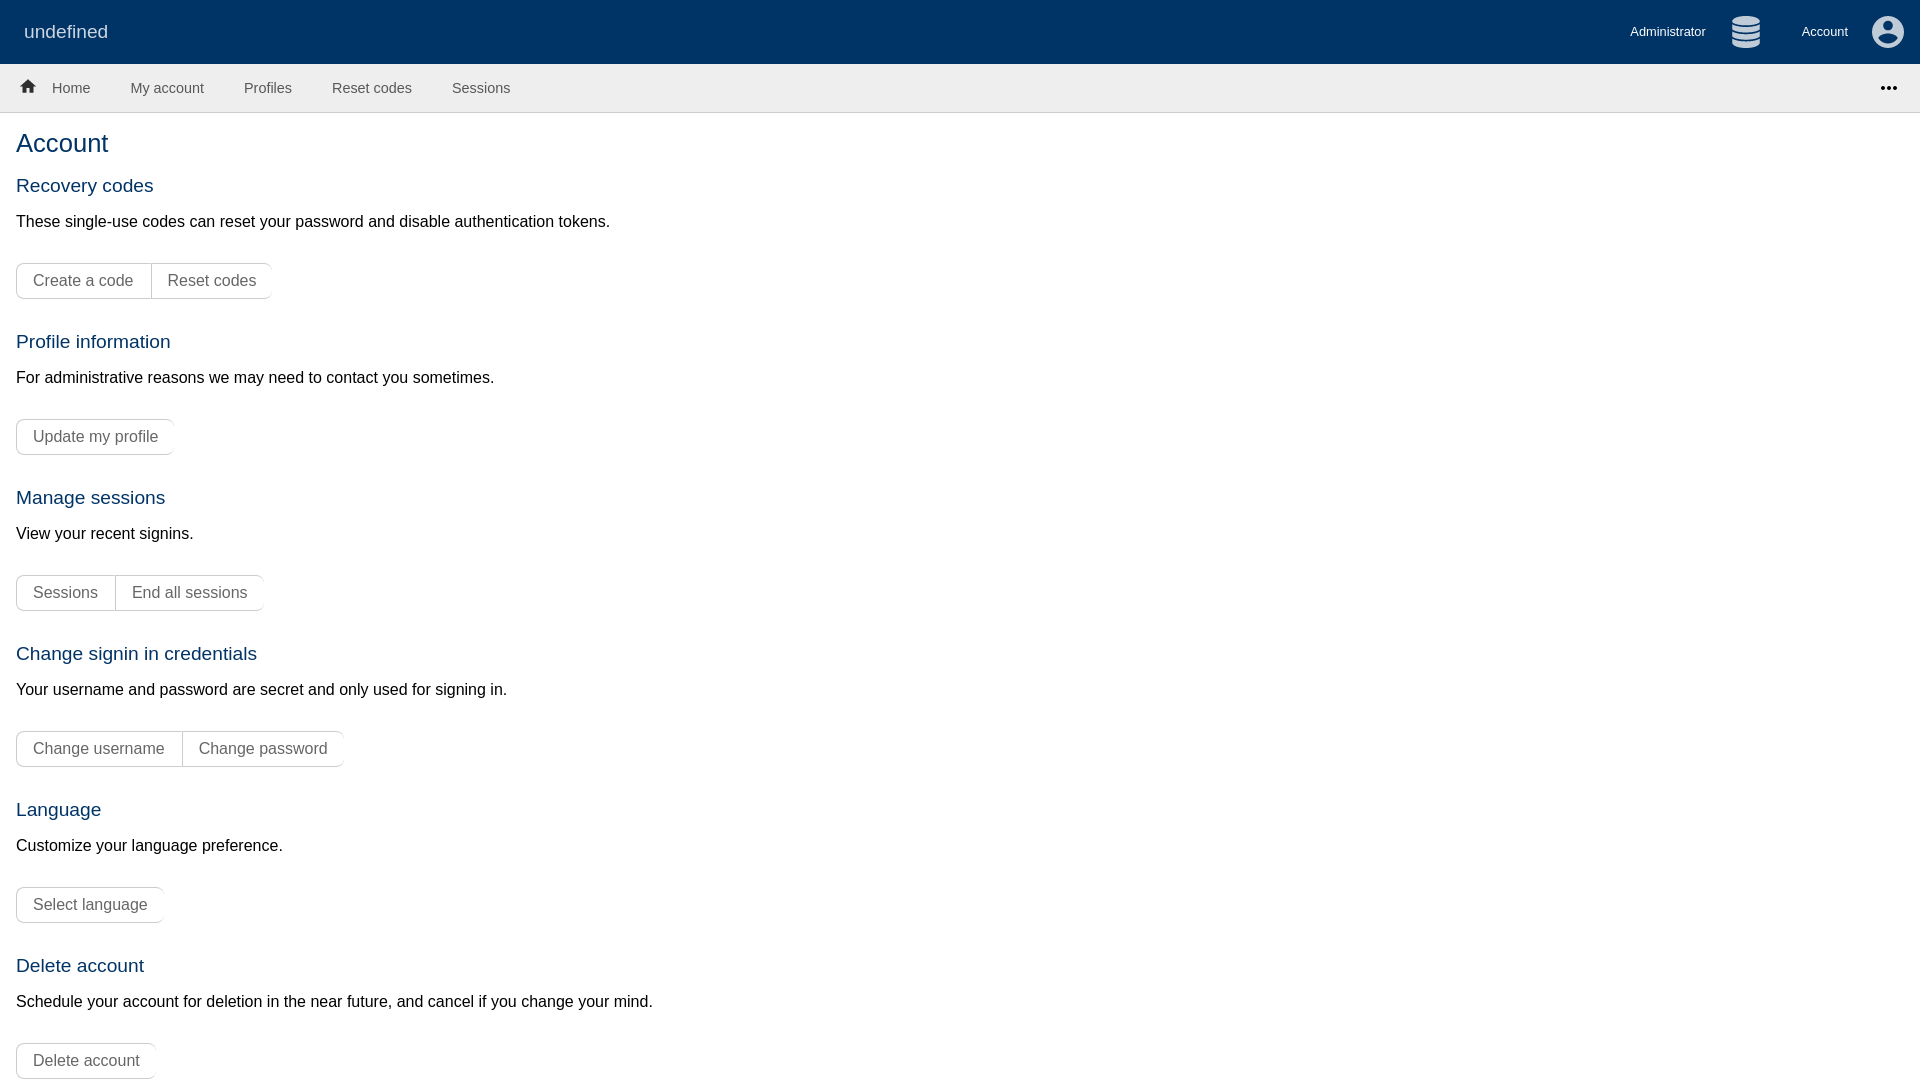 undefined
Administrator
Account
Home
My account
Profiles
Reset codes
Sessions
Account
Recovery codes
These single-use codes can reset your password and disable authentication tokens.
Create a code
Reset codes
Profile information
For administrative reasons we may need to contact you sometimes.
Update my profile
Manage sessions
View your recent signins.
Sessions
End all sessions
Change signin in credentials
Your username and password are secret and only used for signing in.
Change username
Change password
Language
Customize your language preference.
Select language
Delete account
Schedule your account for deletion in the near future, and cancel if you change your mind.
Delete account